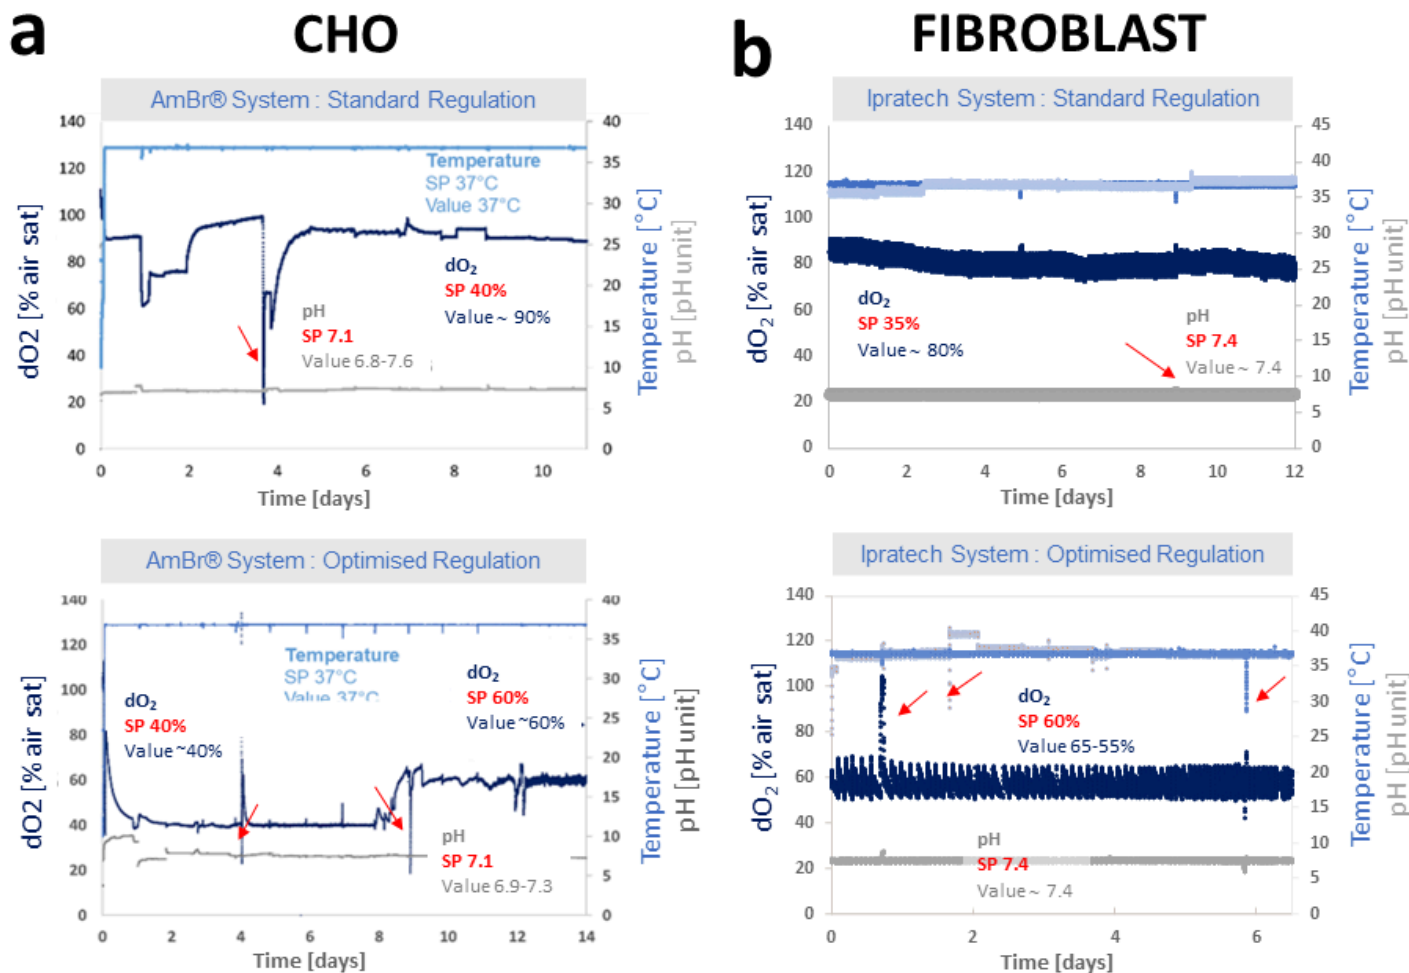 a
CHO
AmBr® System : Standard Regulation
dO2 [% air sat]
140
120
100
80
60
40
20
0
Temperature
SP 37°C
Value 37°C
dO₂
SP 40%
Value ~ 90%
pH
SP 7.1
Value 6.8-7.6
40
35
30
25
20
15
10
5
0
Temperature [°C]
pH [pH unit]
0 2 4 6 8 10
Time [days]
AmBr® System : Optimised Regulation
dO2 [% air sat]
140
120
100
80
60
40
20
0
Temperature
SP 37°C
Value 37°C
dO₂
SP 40%
Value ~40%
dO₂
SP 60%
Value ~60%
pH
SP 7.1
Value 6.9-7.3
40
35
30
25
20
15
10
5
0
Temperature [°C]
pH [pH unit]
0 2 4 6 8 10 12 14
Time [days]
b
FIBROBLAST
Ipratech System : Standard Regulation
dO₂ [% air sat]
140
120
100
80
60
40
20
0
dO₂
SP 35%
Value ~ 80%
pH
SP 7.4
Value ~ 7.4
45
40
35
30
25
20
15
10
5
0
Temperature [°C]
pH [pH unit]
0 2 4 6 8 10 12
Time [days]
Ipratech System : Optimised Regulation
dO₂ [% air sat]
140
120
100
80
60
40
20
0
dO₂
SP 60%
Value 65-55%
pH
SP 7.4
Value ~ 7.4
45
40
35
30
25
20
15
10
5
0
Temperature [°C]
pH [pH unit]
0 2 4 6
Time [days]